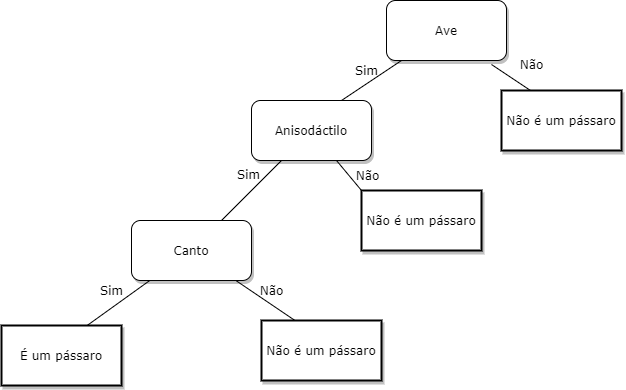 Ave
Sim
Não
Anisodáctilo
Não é um pássaro
Sim
Não
Canto
Não é um pássaro
Sim
Não
É um pássaro
Não é um pássaro